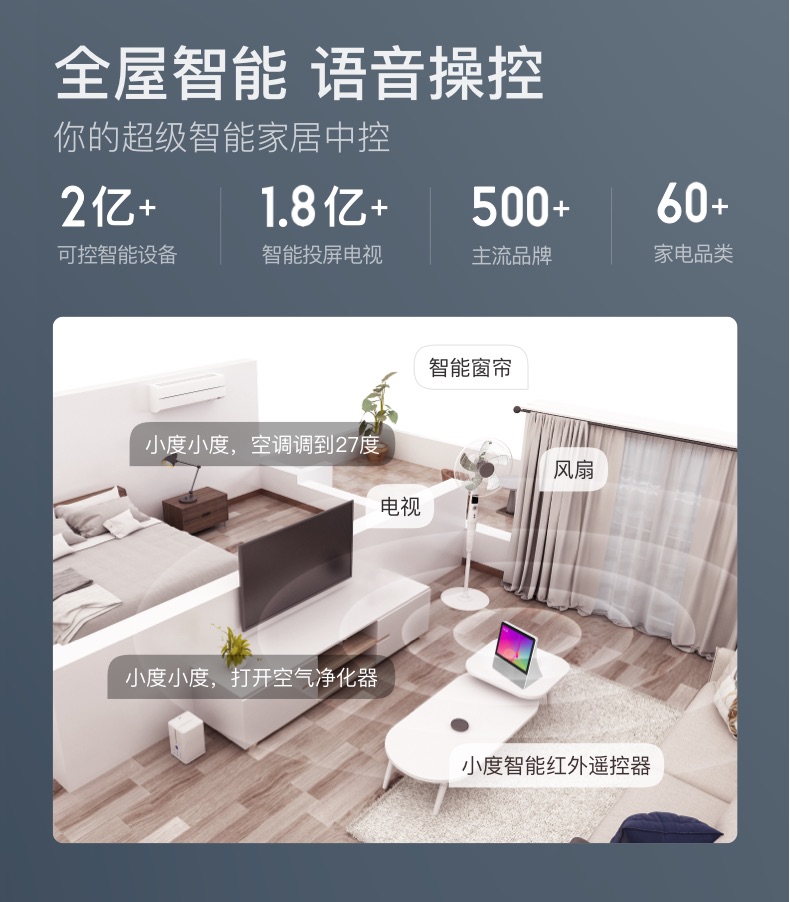 全屋智能 语音操控
你的超级智能家居中控
2亿+
可控智能设备
1.8亿+
智能投屏电视
500+
主流品牌
60+
家电品类
智能窗帘
小度小度，空调调到27度
风扇
电视
小度小度，打开空气净化器
小度智能红外遥控器